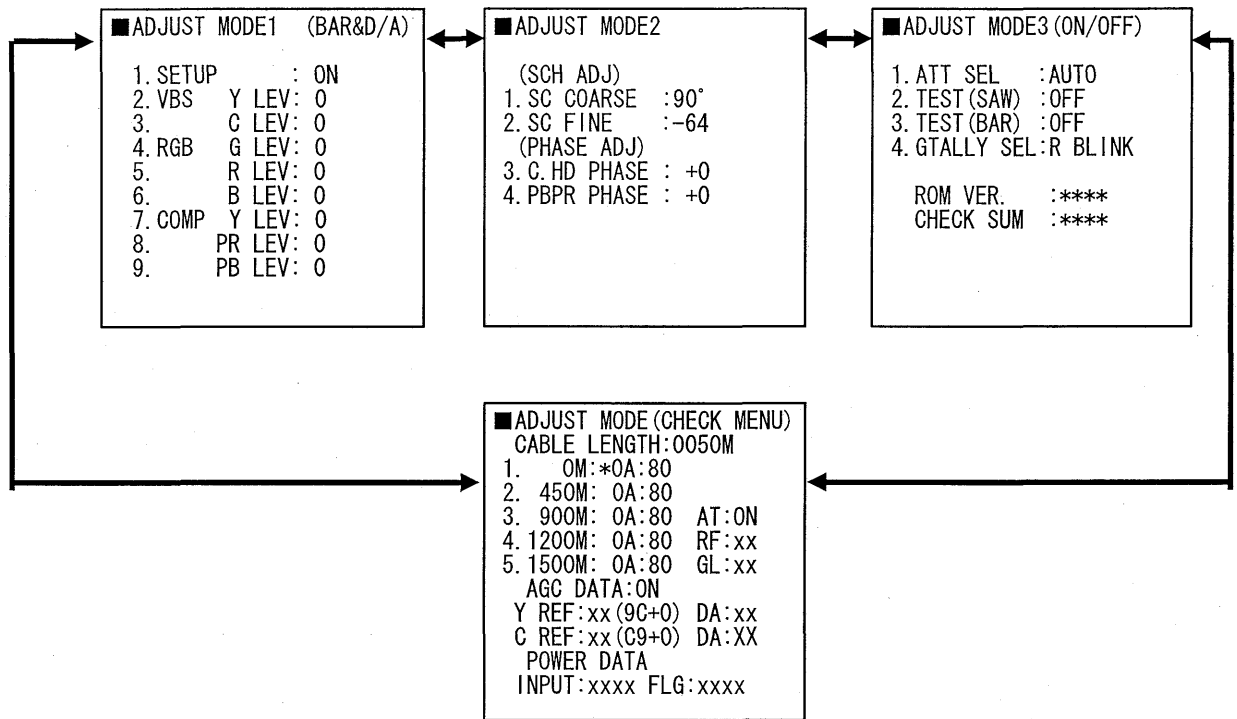 ■ADJUST MODE1 (BAR&D/A)
1. SETUP : ON
2. VBS Y LEV: 0
3. C LEV: 0
4. RGB G LEV: 0
5. R LEV: 0
6. B LEV: 0
7. COMP Y LEV: 0
8. PR LEV: 0
9. PB LEV: 0
■ADJUST MODE2
(SCH ADJ)
1. SC COARSE :90°
2. SC FINE :-64
(PHASE ADJ)
3. C.HD PHASE : +0
4. PBPR PHASE : +0
■ADJUST MODE3(ON/OFF)
1. ATT SEL :AUTO
2. TEST(SAW) :OFF
3. TEST(BAR) :OFF
4. GTALLY SEL:R BLINK
ROM VER. :****
CHECK SUM :****
■ADJUST MODE(CHECK MENU)
CABLE LENGTH:0050M
1. 0M:*0A:80
2. 450M: 0A:80
3. 900M: 0A:80 AT:ON
4. 1200M: 0A:80 RF:xx
5. 1500M: 0A:80 GL:xx
AGC DATA:ON
Y REF:xx(9C+0) DA:xx
C REF:xx(C9+0) DA:XX
POWER DATA
INPUT:xxxx FLG:xxxx